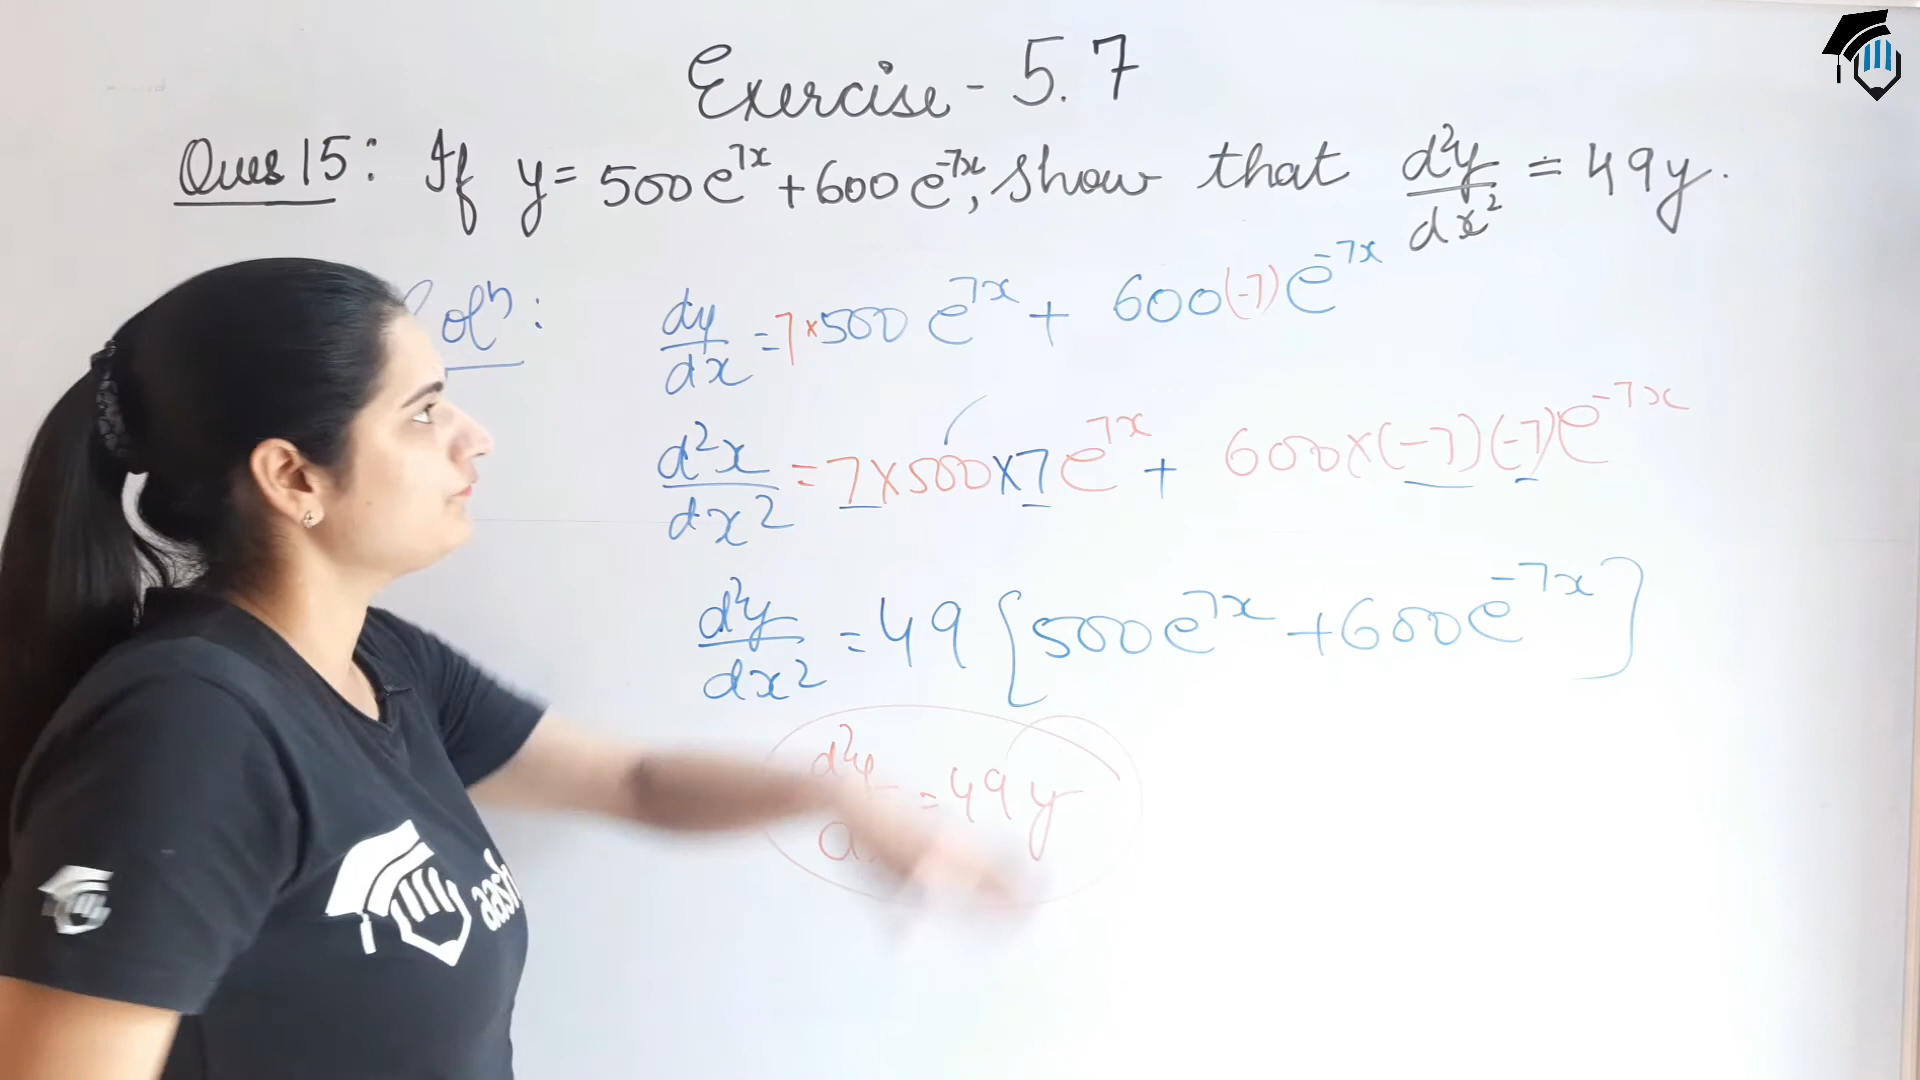 Exercise - 5.7
Ques 15: If y = 500e^7x + 600e^-7x, show that d²y/dx² = 49y.
Solⁿ: dy/dx = 7×500 e^7x + 600(-7)e^-7x
d²x/dx² = 7×500×7e^7x + 600×(-7)(-7)e^-7x
d²y/dx² = 49[500e^7x + 600e^-7x]
d²y = 49y